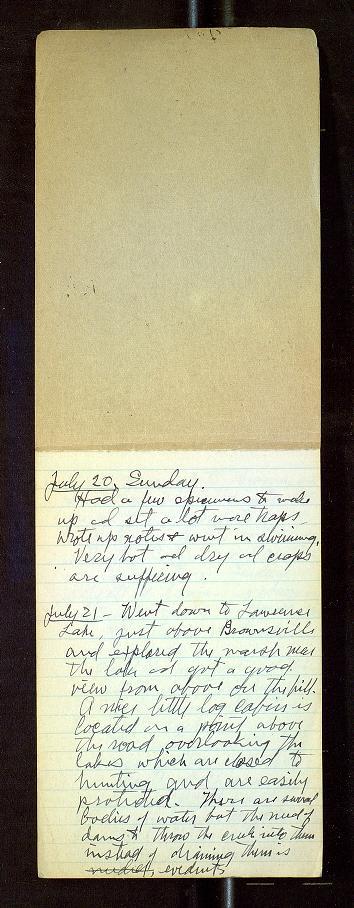 July 20, Sunday.
Had a few specimens to make
up ad set a lot more traps.
Wrote up notes & went in swimming.
Very hot ad dry ad crops
are suffering.
July 21 - Went down to Lawrence
Lake, just above Brownsville
and explored the marsh near
the lake ad got a good
view from above on the hill.
A nice little log cabin is
located on a point above
the road overlooking the
lakes which are closed to
hunting and are easily
protected. There are several
bodies of water but the need of
dams to throw the creek into them
instead of draining them is
evident.